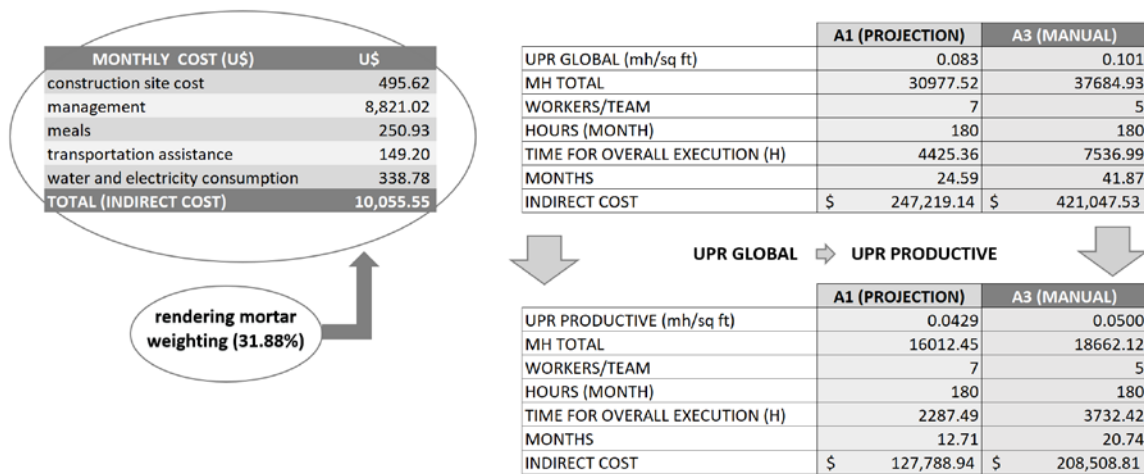 MONTHLY COST (U$) U$
construction site cost 495.62
management 8,821.02
meals 250.93
transportation assistance 149.20
water and electricity consumption 338.78
TOTAL (INDIRECT COST) 10,055.55
rendering mortar
weighting (31.88%)
A1 (PROJECTION) A3 (MANUAL)
UPR GLOBAL (mh/sq ft) 0.083 0.101
MH TOTAL 30977.52 37684.93
WORKERS/TEAM 7 5
HOURS (MONTH) 180 180
TIME FOR OVERALL EXECUTION (H) 4425.36 7536.99
MONTHS 24.59 41.87
INDIRECT COST $ 247,219.14 $ 421,047.53
UPR GLOBAL UPR PRODUCTIVE
A1 (PROJECTION) A3 (MANUAL)
UPR PRODUCTIVE (mh/sq ft) 0.0429 0.0500
MH TOTAL 16012.45 18662.12
WORKERS/TEAM 7 5
HOURS (MONTH) 180 180
TIME FOR OVERALL EXECUTION (H) 2287.49 3732.42
MONTHS 12.71 20.74
INDIRECT COST $ 127,788.94 $ 208,508.81